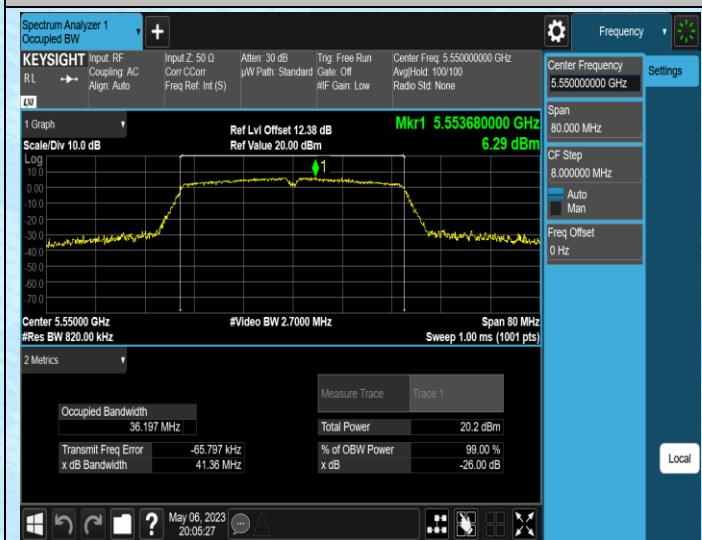 Spectrum Analyzer 1
Occupied BW
+
Frequency
KEYSIGHT
RL
LXI
Input: RF
Coupling: AC
Align: Auto
Input Z: 50 Ω
Corr CCorr
Freq Ref: Int (S)
Atten: 30 dB
µW Path: Standard
Trig: Free Run
Gate: Off
#IF Gain: Low
Center Freq: 5.550000000 GHz
Avg|Hold: 100/100
Radio Std: None
Center Frequency
5.550000000 GHz
Settings
Span
80.000 MHz
CF Step
8.000000 MHz
Auto
Man
Freq Offset
0 Hz
Local
1 Graph
Scale/Div 10.0 dB
Ref Lvl Offset 12.38 dB
Ref Value 20.00 dBm
Mkr1 5.553680000 GHz
6.29 dBm
Log
10.0
0.00
-10.0
-20.0
-30.0
-40.0
-50.0
-60.0
-70.0
1
Center 5.55000 GHz
#Res BW 820.00 kHz
#Video BW 2.7000 MHz
Span 80 MHz
Sweep 1.00 ms (1001 pts)
2 Metrics
Measure Trace
Trace 1
Occupied Bandwidth
36.197 MHz
Total Power
20.2 dBm
Transmit Freq Error
-65.797 kHz
% of OBW Power
99.00 %
x dB Bandwidth
41.36 MHz
x dB
-26.00 dB
?
May 06, 2023
20:05:27